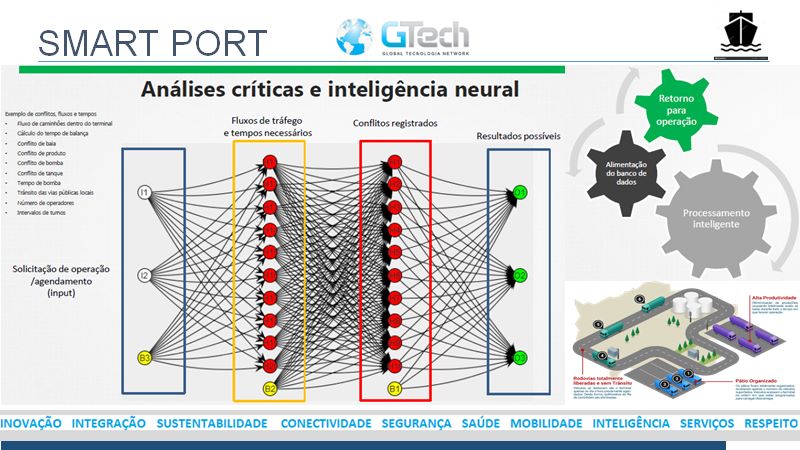 SMART PORT
GTech
GLOBAL TECNOLOGIA NETWORK
Análises críticas e inteligência neural
Exemplo de conflitos, fluxos e tempos
• Fluxo de caminhões dentro do terminal
• Cálculo do tempo de balança
• Conflito de baia
• Conflito de produto
• Conflito de bomba
• Conflito de tanque
• Tempo de bomba
• Trânsito das vias públicas locais
• Número de operadores
• Intervalos de turnos
Solicitação de operação
/agendamento
(input)
Fluxos de tráfego
e tempos necessários
Conflitos registrados
Resultados possíveis
I1
I2
B3
B2
B1
O1
O2
O3
Retorno
para
operação
Alimentação
do banco de
dados
Processamento
inteligente
Alta Produtividade
Rodovias totalmente
liberadas e sem Trânsito
Pátio Organizado
INOVAÇÃO INTEGRAÇÃO SUSTENTABILIDADE CONECTIVIDADE SEGURANÇA SAÚDE MOBILIDADE INTELIGÊNCIA SERVIÇOS RESPEITO